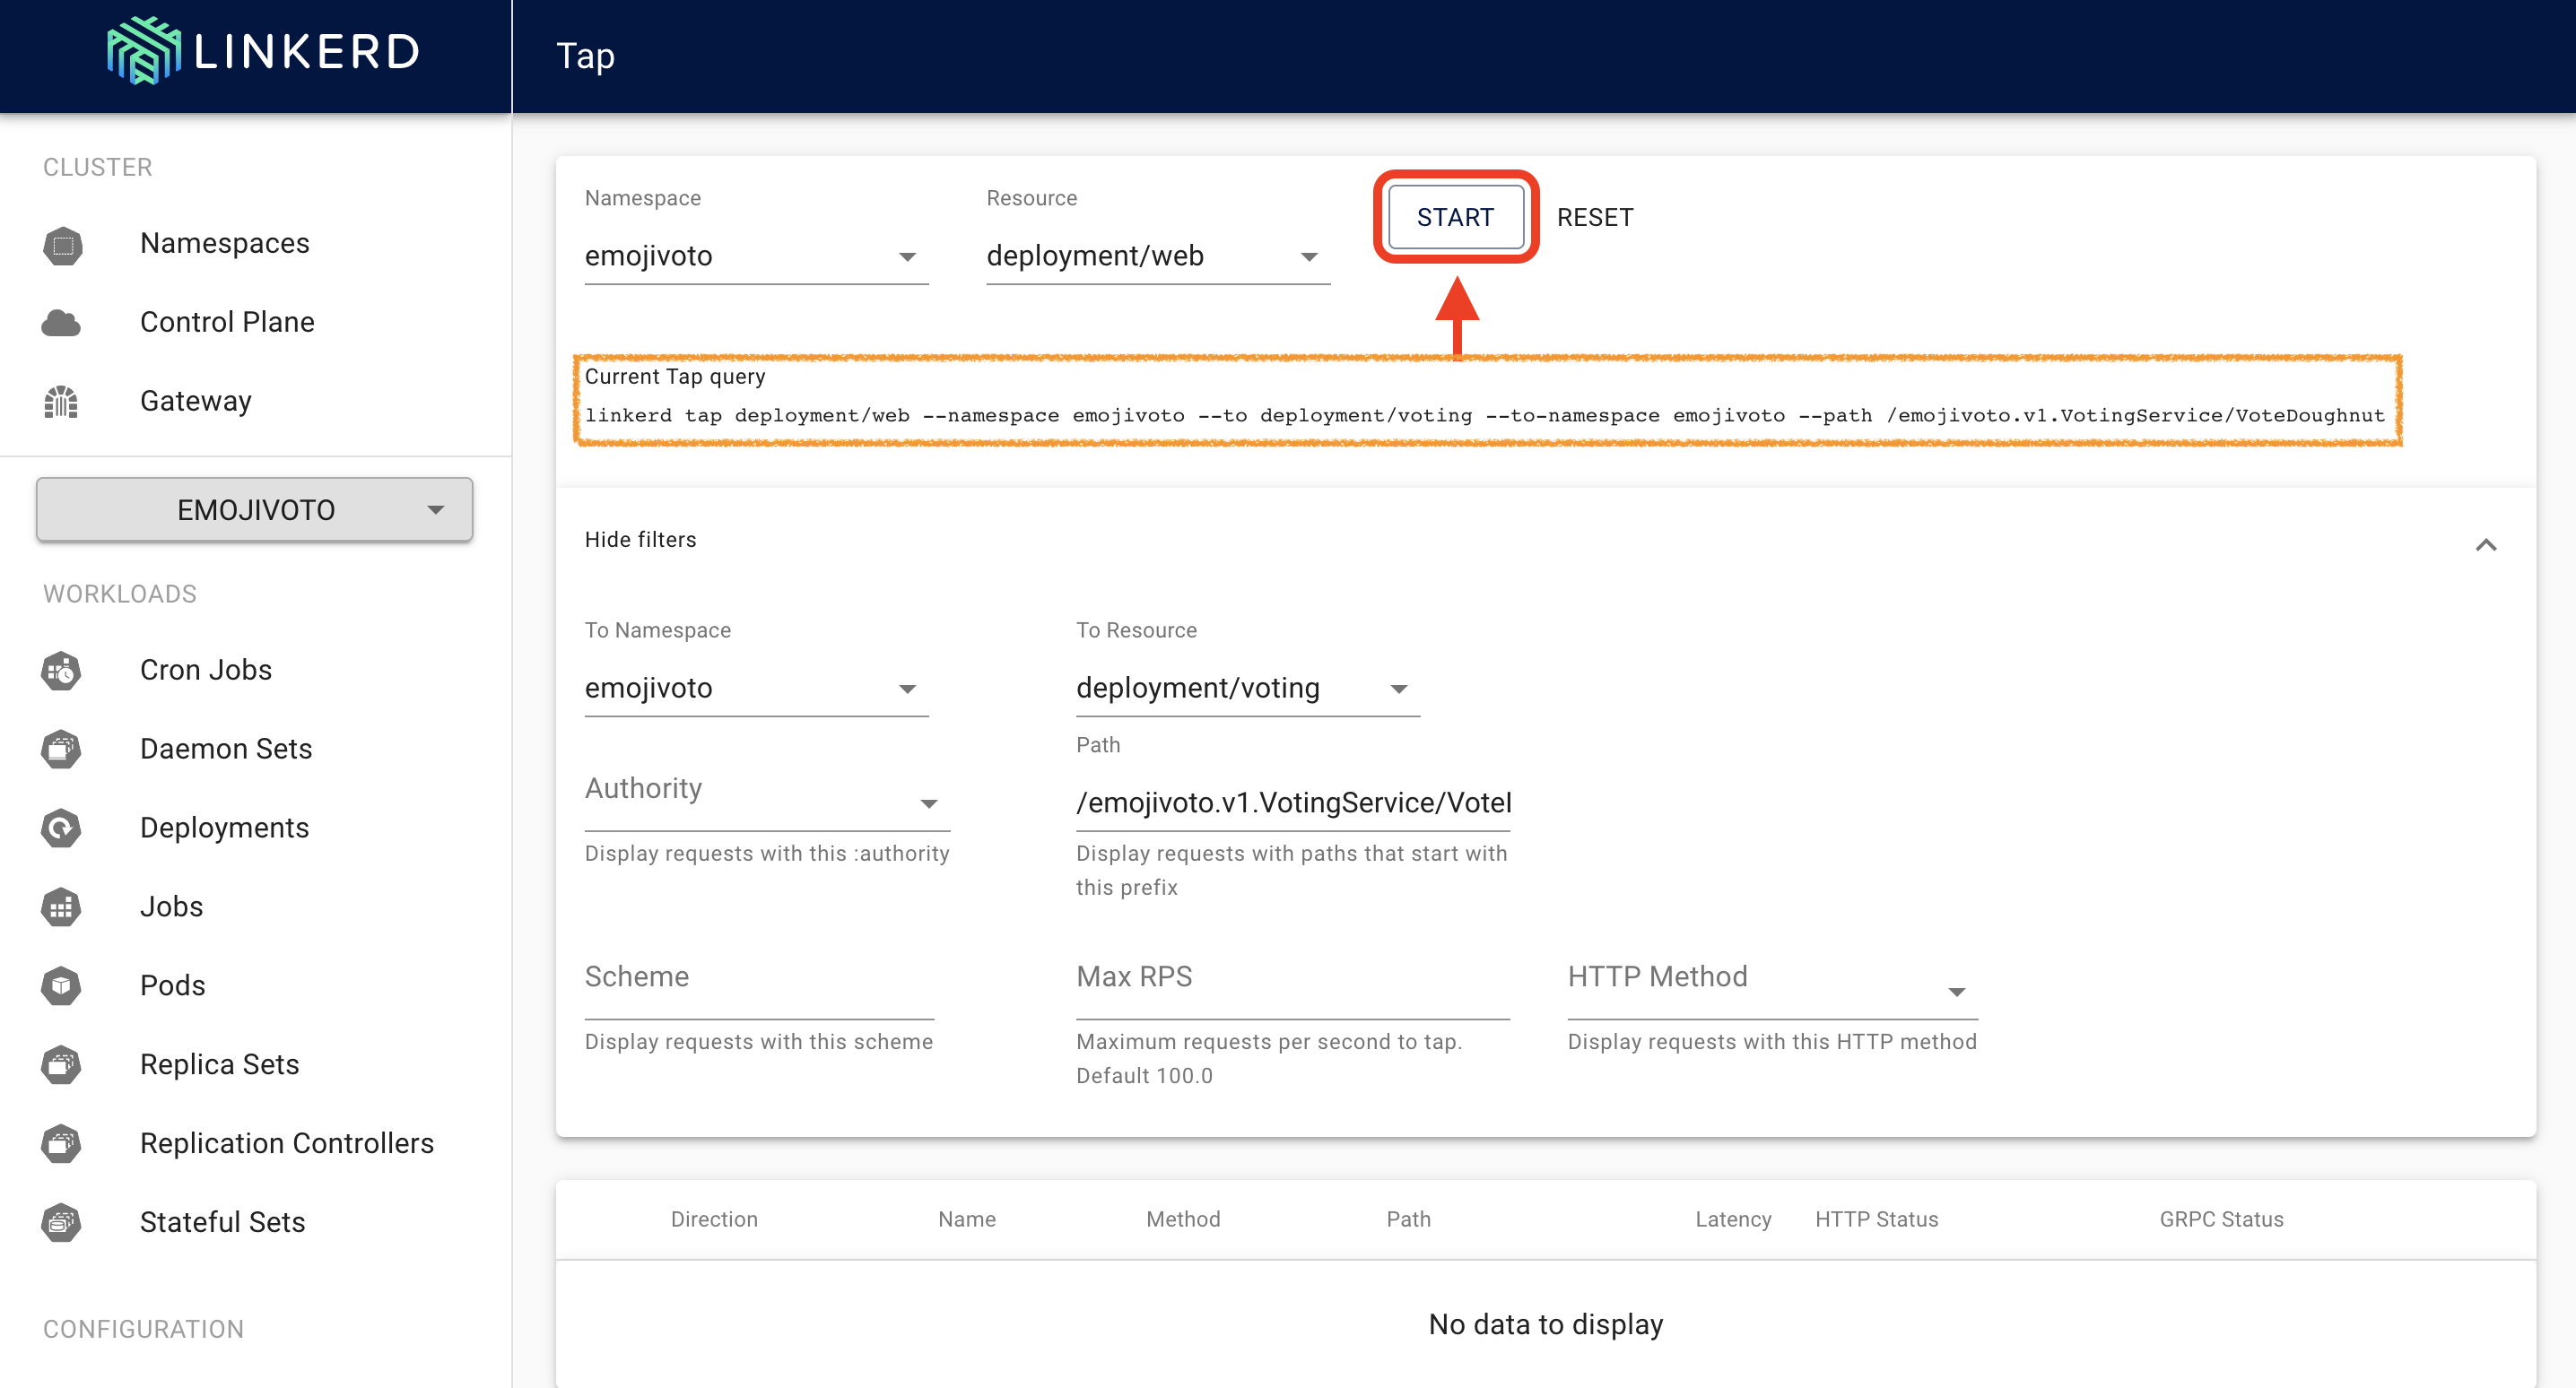 LINKERD
Tap
CLUSTER
Namespaces
Control Plane
Gateway
EMOJIVOTO
WORKLOADS
Cron Jobs
Daemon Sets
Deployments
Jobs
Pods
Replica Sets
Replication Controllers
Stateful Sets
CONFIGURATION
Namespace
emojivoto
Resource
deployment/web
START
RESET
Current Tap query
linkerd tap deployment/web --namespace emojivoto --to deployment/voting --to-namespace emojivoto --path /emojivoto.v1.VotingService/VoteDoughnut
Hide filters
To Namespace
emojivoto
To Resource
deployment/voting
Authority
Display requests with this :authority
Path
/emojivoto.v1.VotingService/Votel
Display requests with paths that start with
this prefix
Scheme
Display requests with this scheme
Max RPS
Maximum requests per second to tap.
Default 100.0
HTTP Method
Display requests with this HTTP method
Direction Name Method Path Latency HTTP Status GRPC Status
No data to display